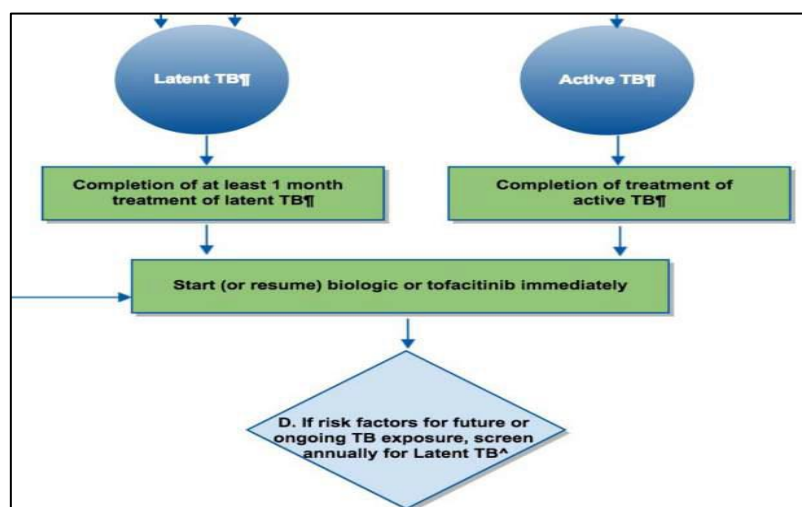 Latent TB¶
Active TB¶
Completion of at least 1 month
treatment of latent TB¶
Completion of treatment of
active TB¶
Start (or resume) biologic or tofacitinib immediately
D. If risk factors for future or
ongoing TB exposure, screen
annually for Latent TB^